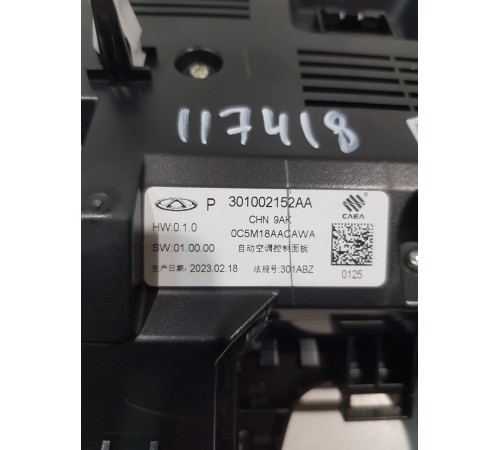 117418
P 301002152AA
CHN 9AK
HW:0.1.0 0C5M18AACAWA
SW:01.00.00 自动空调控制面板
生产日期: 2023.02.18 法规号:301ABZ
CAEA
0125